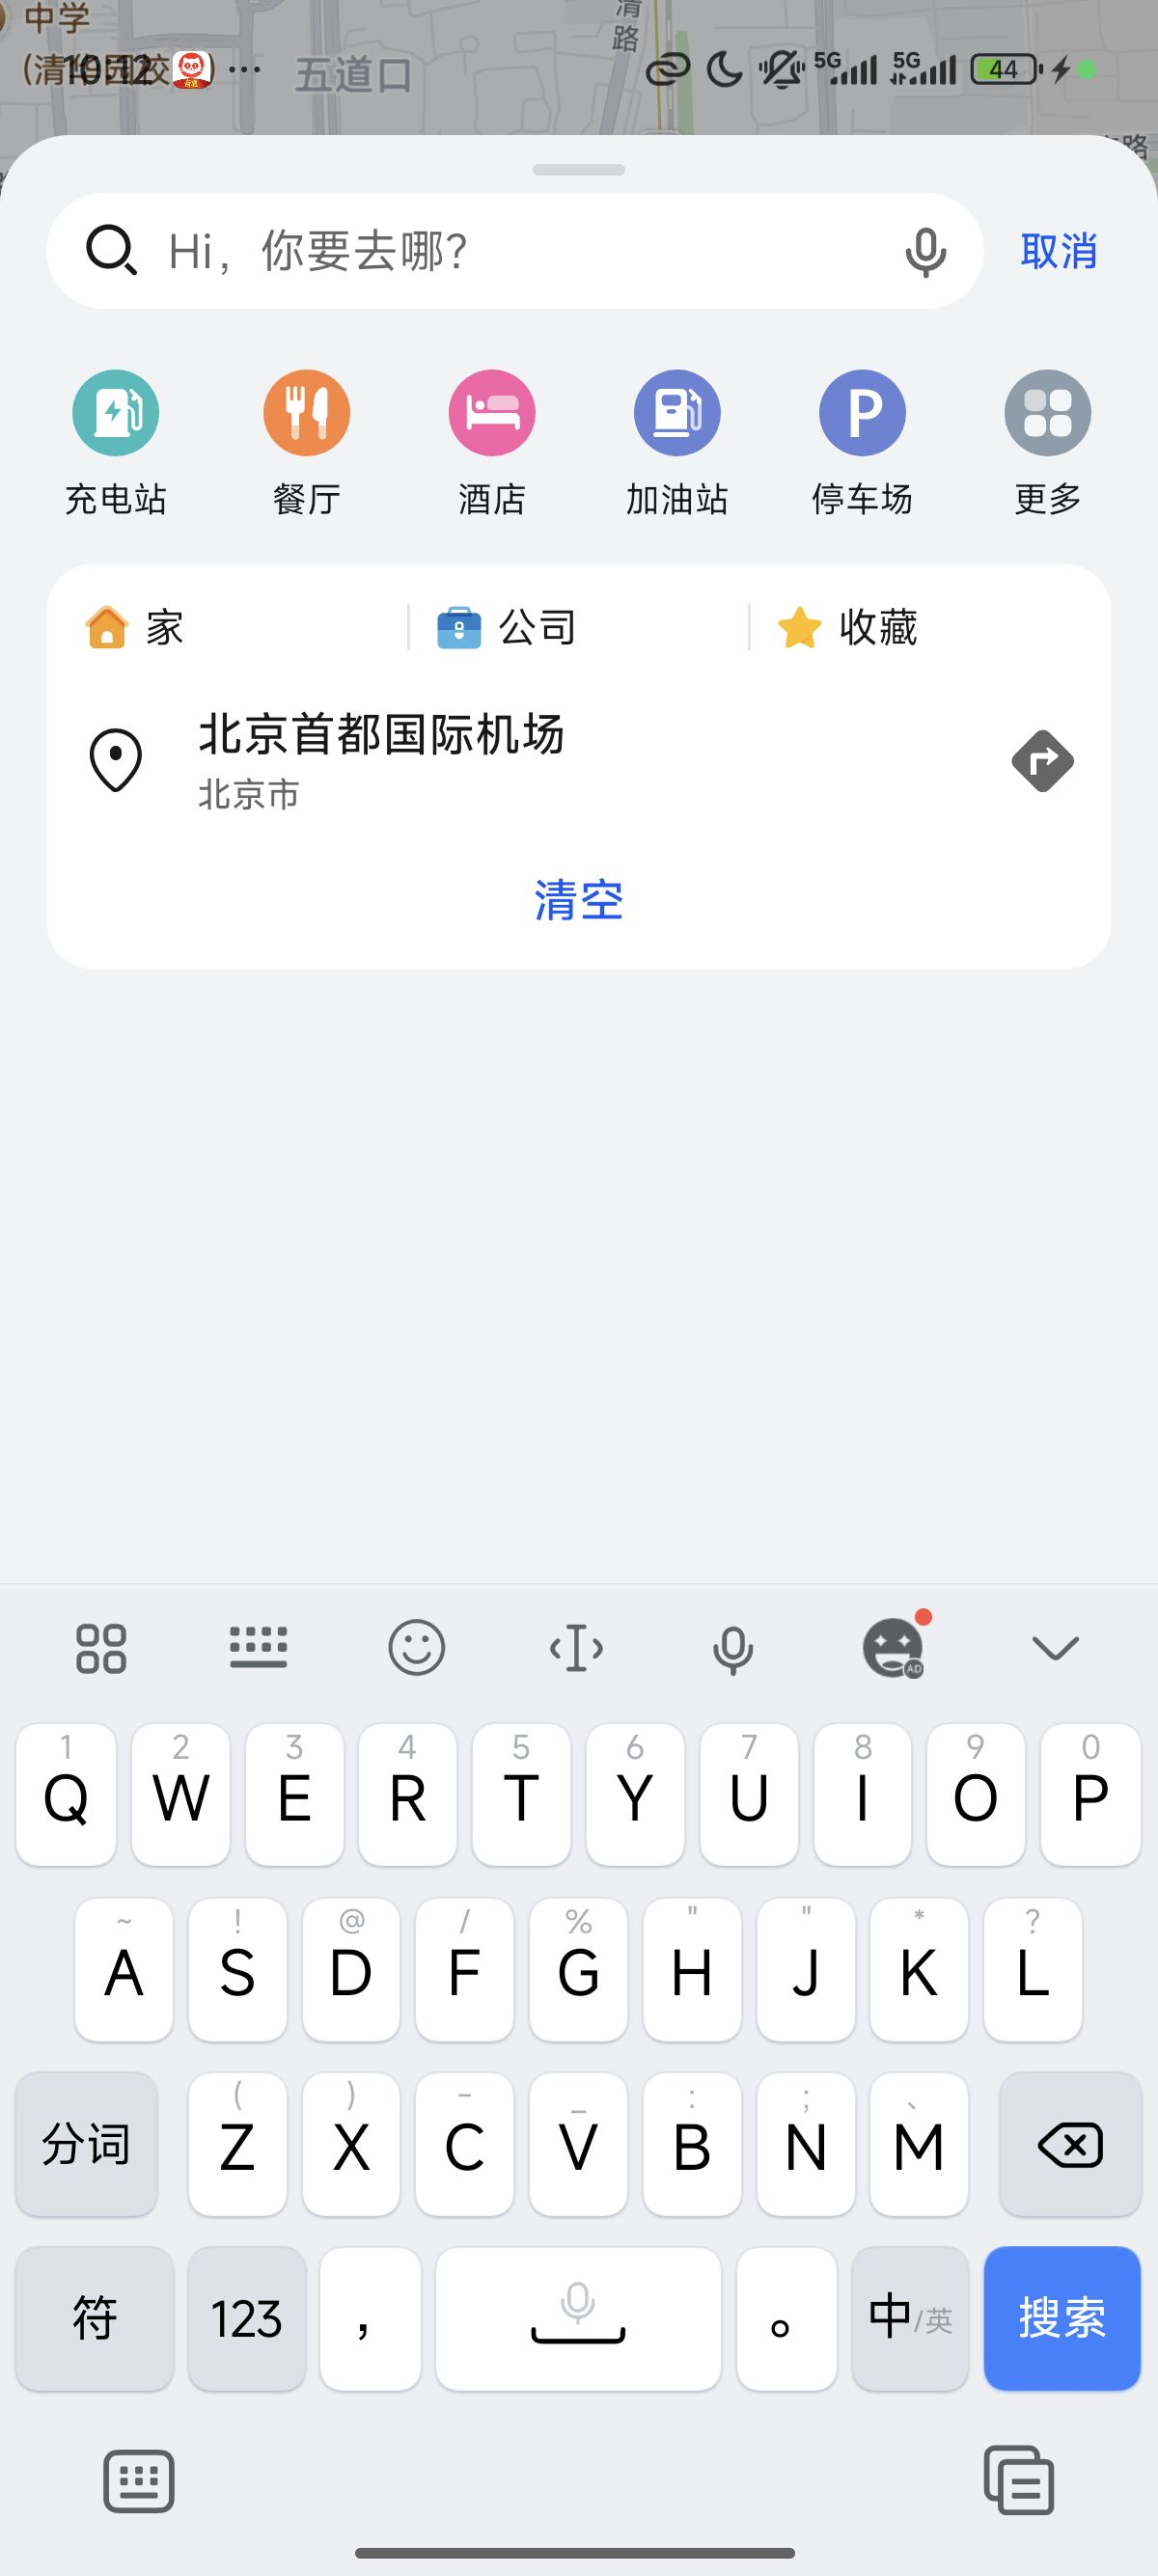 中学
10:12
五道口
清
路
5G
5G
44
路
Hi，你要去哪？
取消
充电站
餐厅
酒店
加油站
停车场
更多
家
公司
收藏
北京首都国际机场
北京市
清空
AD
1 2 3 4 5 6 7 8 9 0
Q W E R T Y U I O P
~ ! @ / % " " * ?
A S D F G H J K L
( ) - _ : ; 、
分词 Z X C V B N M
符 123 ， 。 中/英 搜索